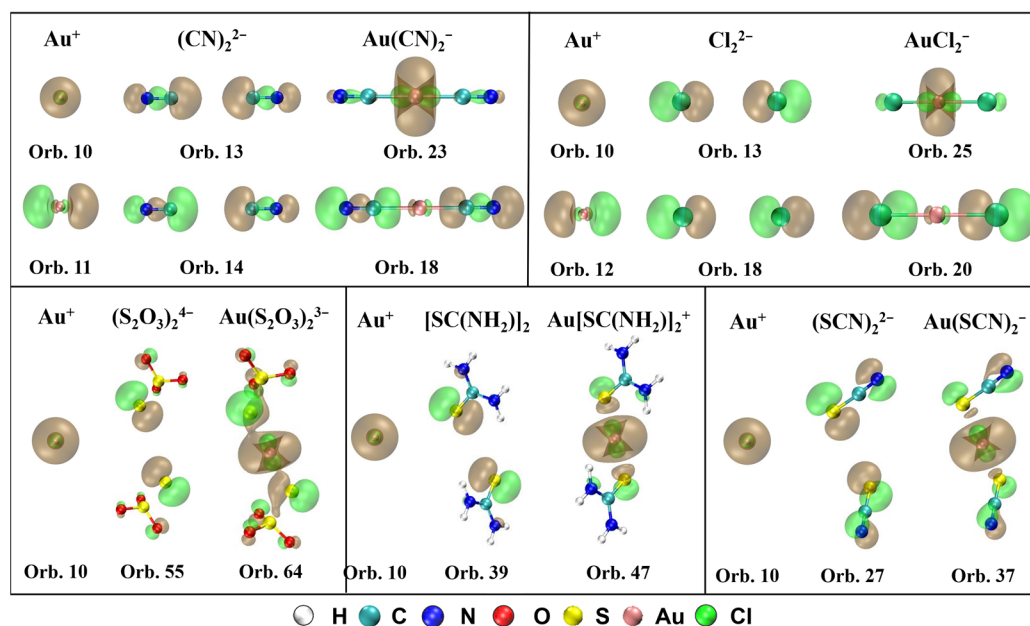 Au⁺ (CN)₂²⁻ Au(CN)₂⁻
Orb. 10 Orb. 13 Orb. 23
Orb. 11 Orb. 14 Orb. 18
Au⁺ Cl₂²⁻ AuCl₂⁻
Orb. 10 Orb. 13 Orb. 25
Orb. 12 Orb. 18 Orb. 20
Au⁺ (S₂O₃)₂⁴⁻ Au(S₂O₃)₂³⁻
Orb. 10 Orb. 55 Orb. 64
Au⁺ [SC(NH₂)]₂ Au[SC(NH₂)]₂⁺
Orb. 10 Orb. 39 Orb. 47
Au⁺ (SCN)₂²⁻ Au(SCN)₂⁻
Orb. 10 Orb. 27 Orb. 37
H C N O S Au Cl